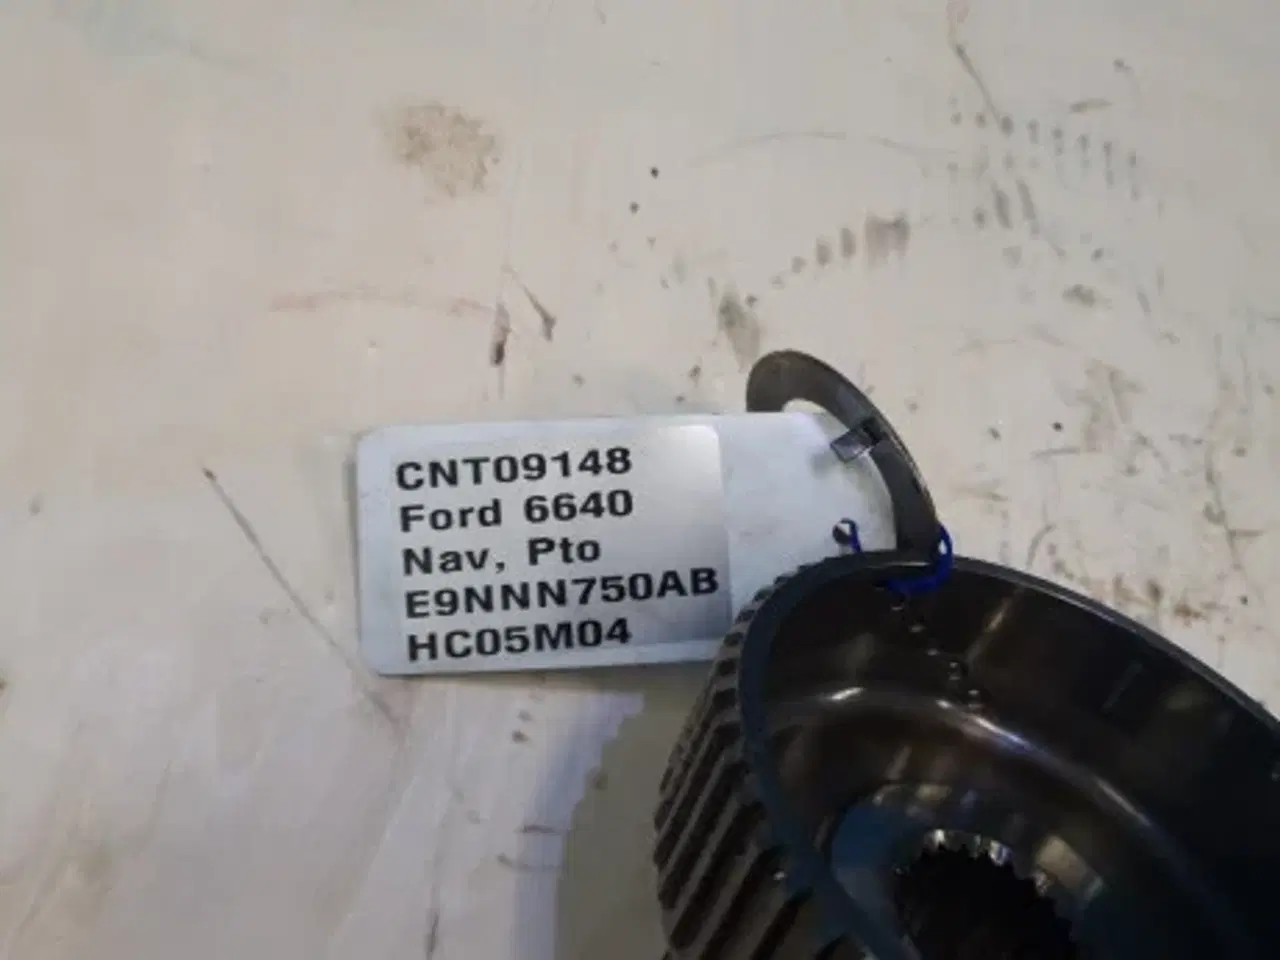 CNT09148
Ford 6640
Nav, Pto
E9NNN750AB
HC05M04